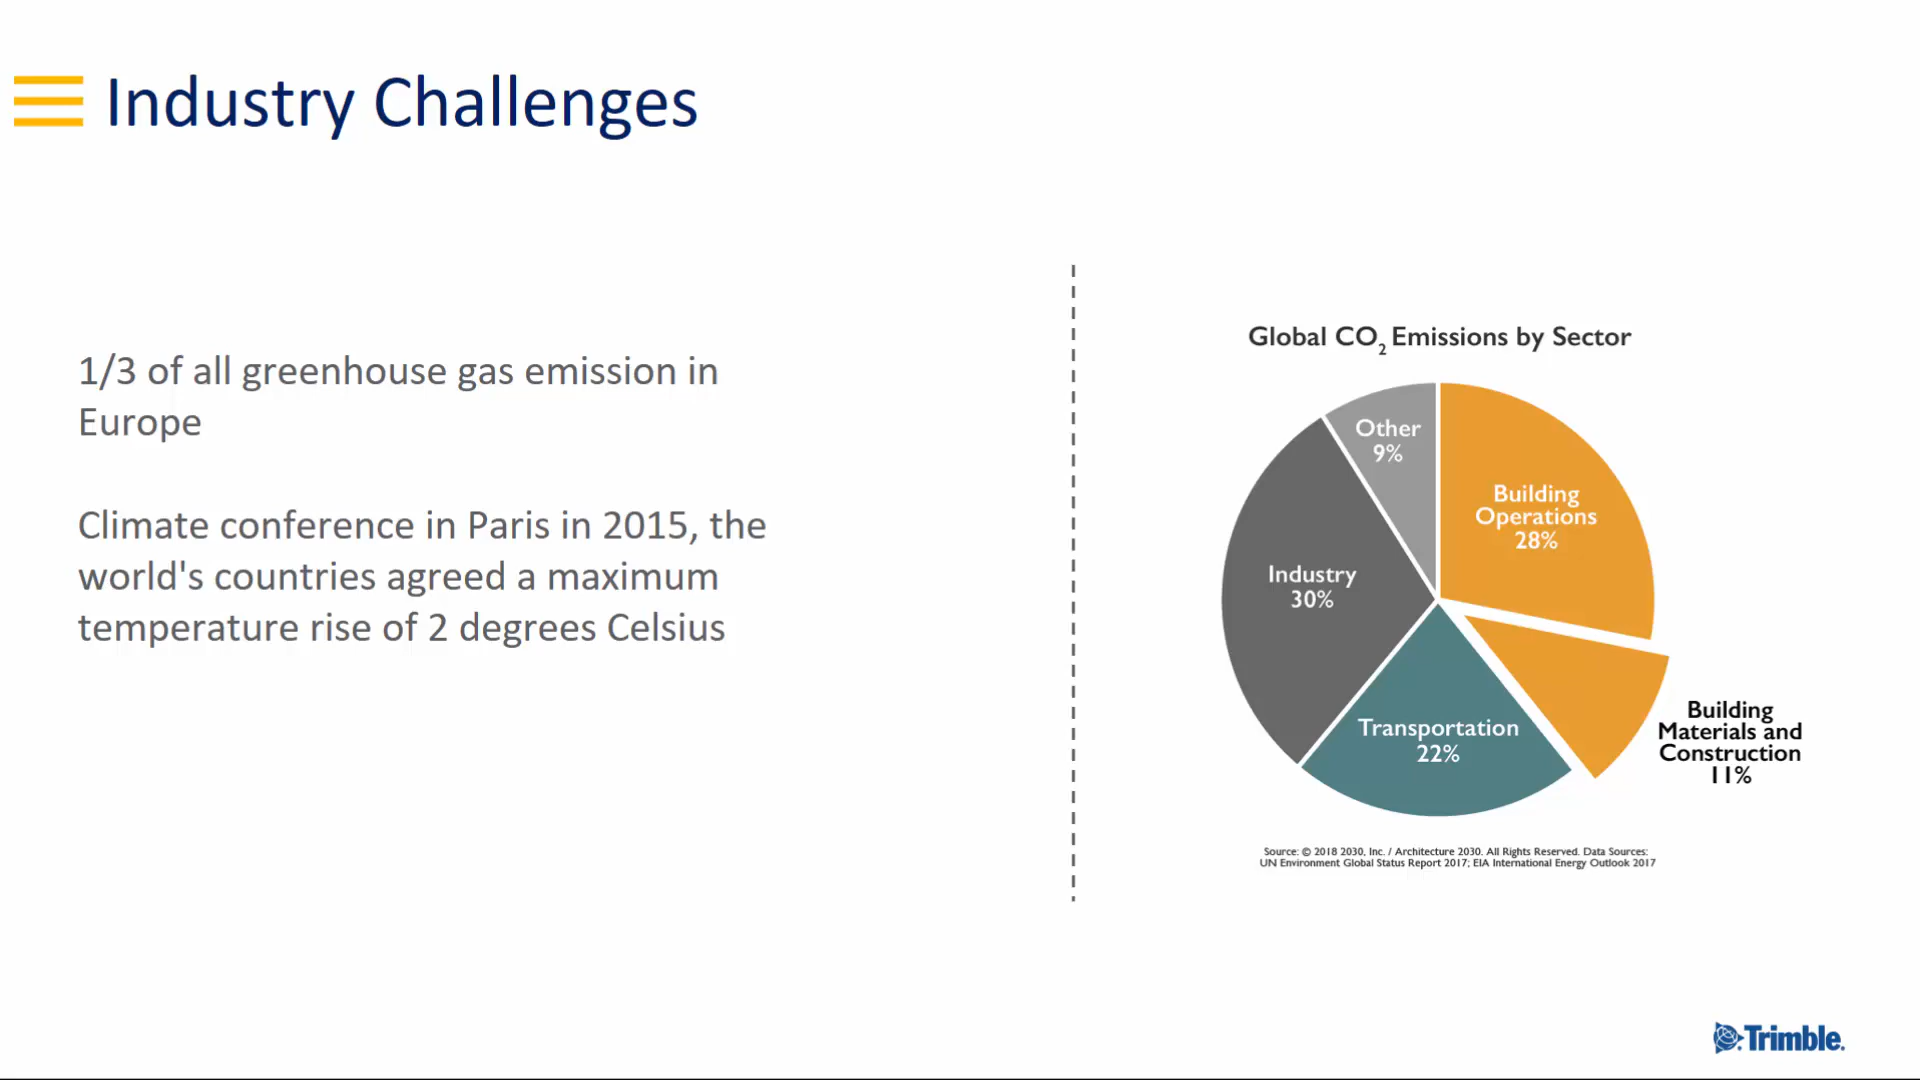 Industry Challenges
1/3 of all greenhouse gas emission in
Europe
Climate conference in Paris in 2015, the
world's countries agreed a maximum
temperature rise of 2 degrees Celsius
Global CO2 Emissions by Sector
Other
9%
Building
Operations
28%
Industry
30%
Transportation
22%
Building
Materials and
Construction
11%
Source: © 2018 2030, Inc. / Architecture 2030. All Rights Reserved. Data Sources:
UN Environment Global Status Report 2017; EIA International Energy Outlook 2017
Trimble.